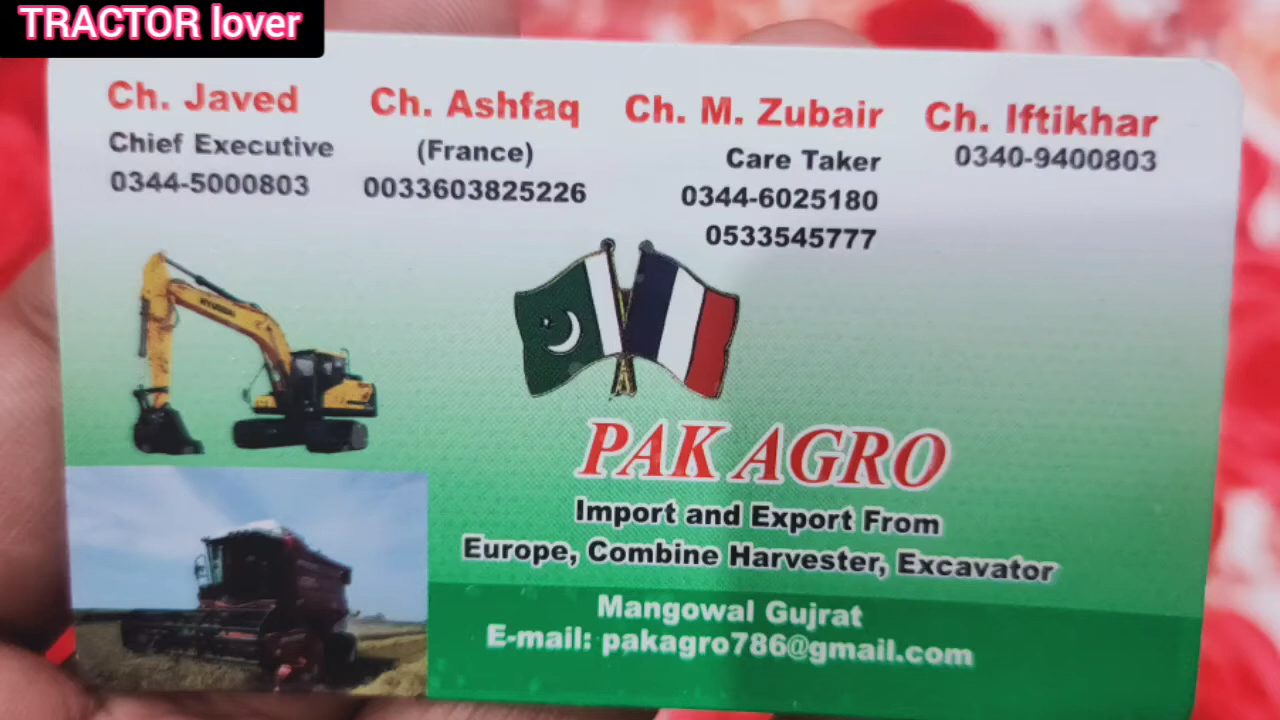 TRACTOR lover
Ch. Javed
Chief Executive
0344-5000803
Ch. Ashfaq
(France)
0033603825226
Ch. M. Zubair
Care Taker
0344-6025180
0533545777
Ch. Iftikhar
0340-9400803
HYUNDAI
PAK AGRO
Import and Export From
Europe, Combine Harvester, Excavator
Mangowal Gujrat
E-mail: pakagro786@gmail.com